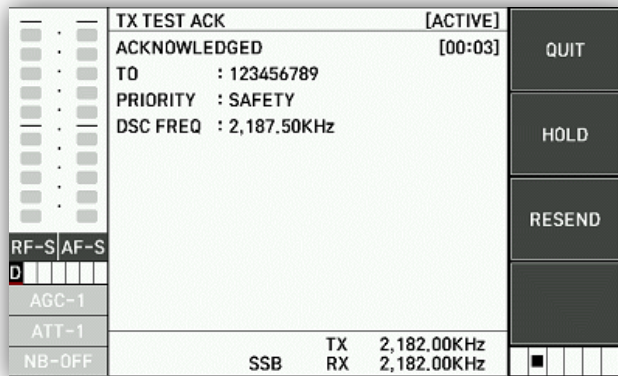 TX TEST ACK [ACTIVE]
ACKNOWLEDGED [00:03]
TO : 123456789
PRIORITY : SAFETY
DSC FREQ : 2,187.50KHz
QUIT
HOLD
RESEND
RF-S AF-S
D
AGC-1
ATT-1
NB-OFF
TX 2,182.00KHz
SSB RX 2,182.00KHz